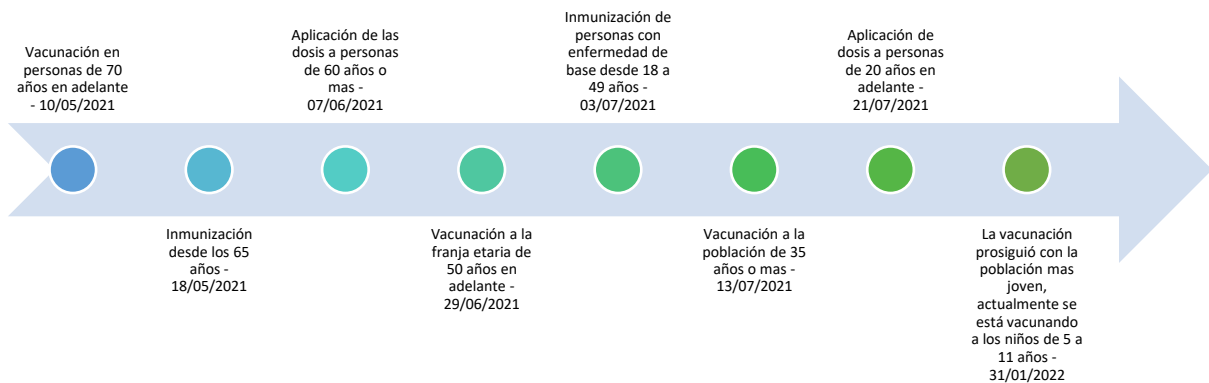 Vacunación en
personas de 70
años en adelante
- 10/05/2021
Inmunización
desde los 65
años -
18/05/2021
Aplicación de las
dosis a personas
de 60 años o
mas -
07/06/2021
Vacunación a la
franja etaria de
50 años en
adelante -
29/06/2021
Inmunización de
personas con
enfermedad de
base desde 18 a
49 años -
03/07/2021
Vacunación a la
población de 35
años o mas -
13/07/2021
Aplicación de
dosis a personas
de 20 años en
adelante -
21/07/2021
La vacunación
prosiguió con la
población mas
joven,
actualmente se
está vacunando
a los niños de 5 a
11 años -
31/01/2022